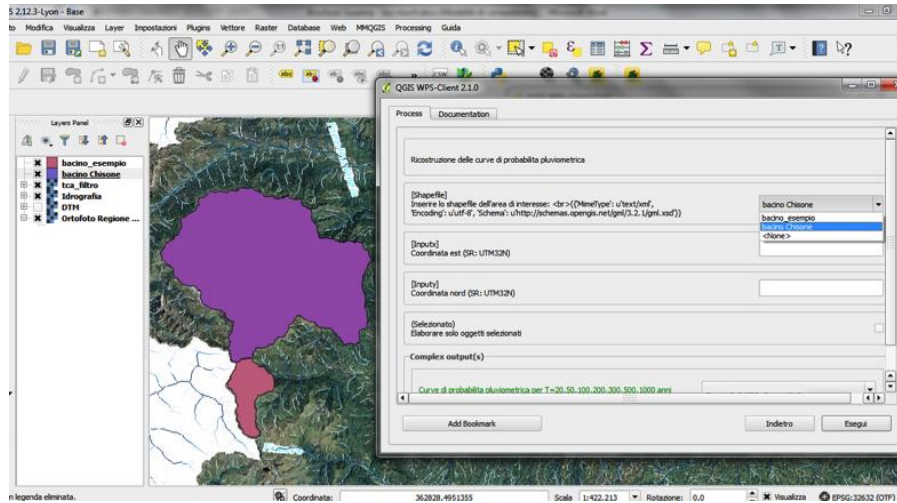 S 2.12.3-Lyon - Base
to Modifica Visualizza Layer Impostazioni Plugins Vettore Raster Database Web MMQGIS Processing Guida
QGIS WPS-Client 2.1.0
Process Documentation
Layers Panel
bacino_esempio
bacino Chisone
tca_filtro
Idrografia
DTM
Ortofoto Regione ...
Ricostruzione delle curve di probabilita pluviometrica
[Shapefile]
Inserire lo shapefile dell'area di interesse: <br>({'MimeType': u'text/xml',
'Encoding': u'utf-8', 'Schema': u'http://schemas.opengis.net/gml/3.2.1/gml.xsd'})
bacino Chisone
bacino_esempio
bacino Chisone
<None>
[Inputx]
Coordinata est (SR: UTM32N)
[Inputy]
Coordinata nord (SR: UTM32N)
(Selezionato)
Elaborare solo oggetti selezionati
Complex output(s)
Curve di probabilità pluviometrica per T=20,50,100,200,300,500,1000 anni
Add Bookmark
Indietro
Esegui
n legenda eliminata.
Coordinata: 362828,4951355 Scala 1:422.213 Rotazione: 0,0 Visualizza EPSG:32632 (OTF)